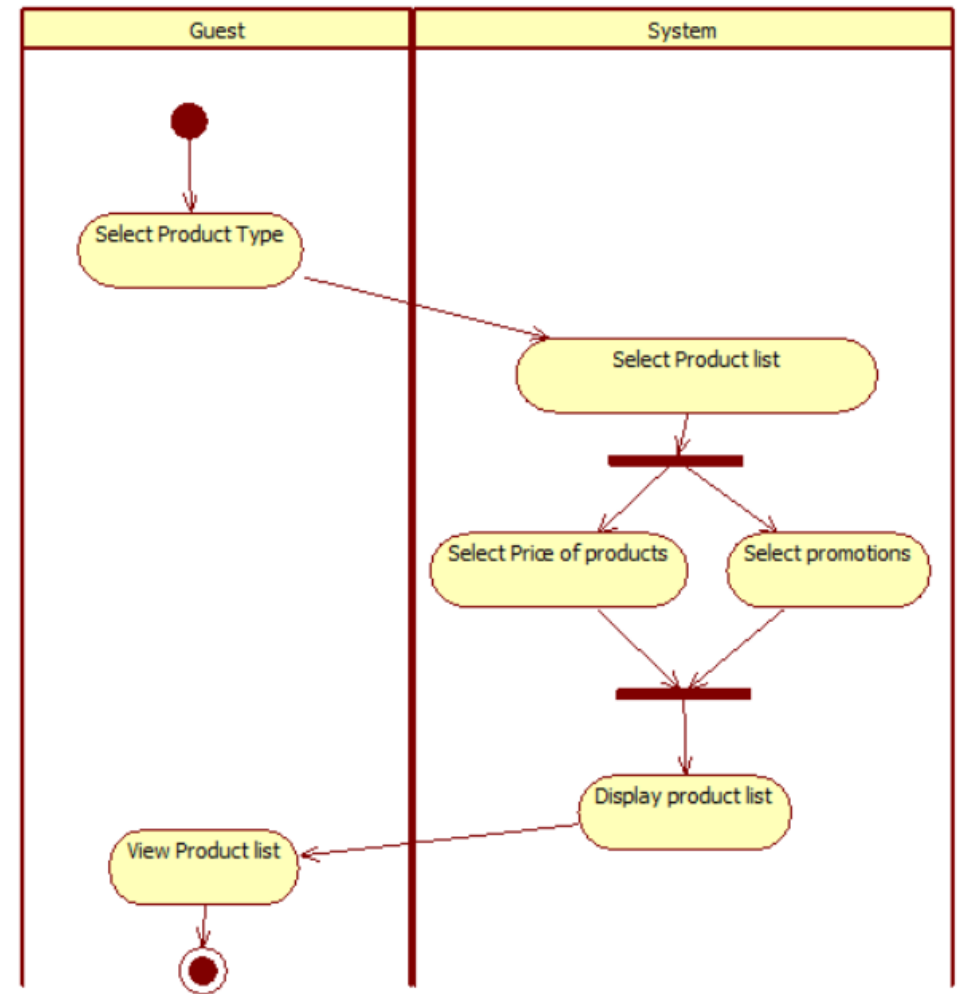 Guest
System
Select Product Type
Select Product list
Select Price of products
Select promotions
Display product list
View Product list